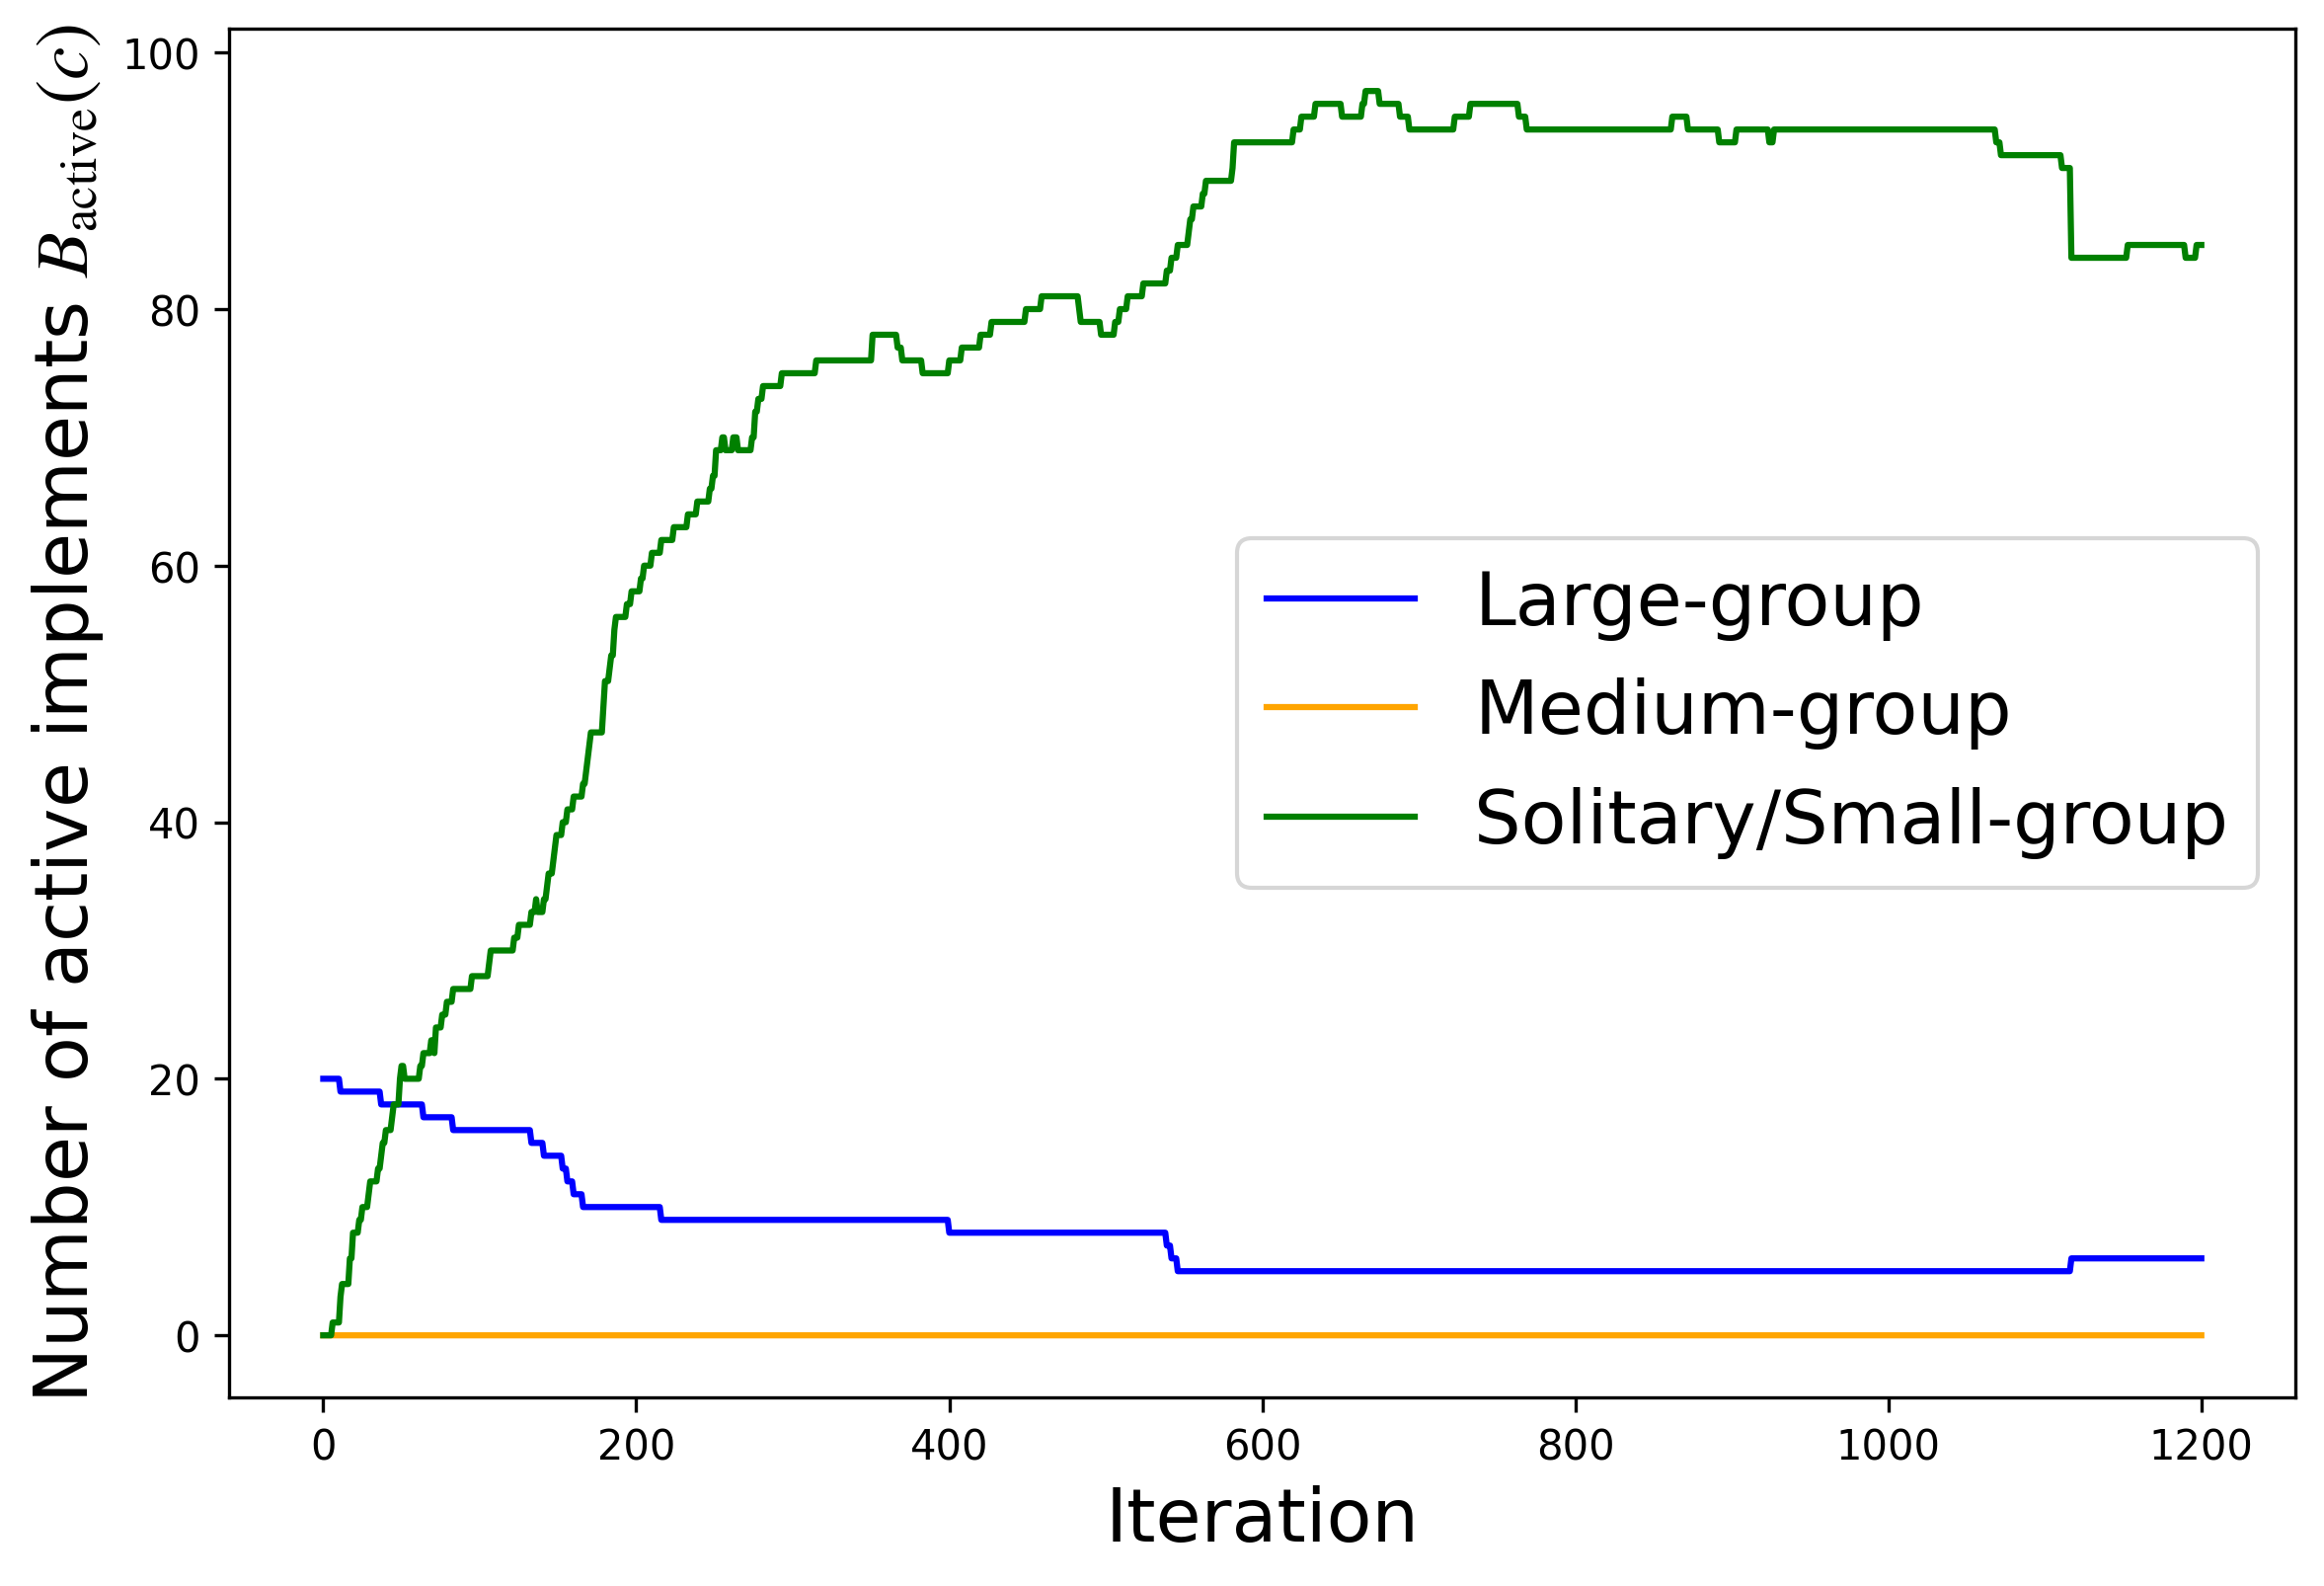 Number of active implements B_active(c)
100
80
60
40
20
0
Large-group
Medium-group
Solitary/Small-group
0 200 400 600 800 1000 1200
Iteration